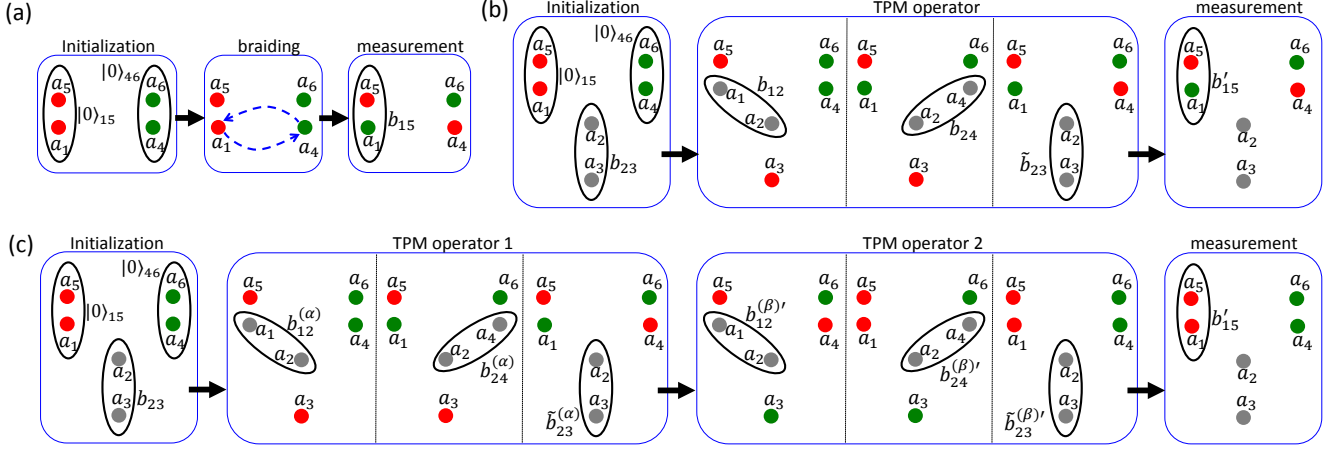 (a)
Initialization
braiding
measurement
|0⟩₄₆
a₅ a₆ a₅ a₆ a₅ a₆
|0⟩₁₅ b₁₅
a₁ a₄ a₁ a₄ a₁ a₄
(b)
Initialization
TPM operator
measurement
|0⟩₄₆
a₅ a₆ a₅ a₆ a₅ a₆ a₅ a₆ a₅ a₆
|0⟩₁₅ b₁₂ b′₁₅
a₁ a₄ a₁ a₄ a₁ a₄ a₁ a₄ a₁ a₄
a₂ a₂ a₂ b₂₄ a₂ a₂
a₃ b₂₃ a₃ a₃ b̃₂₃ a₃ a₃
(c)
Initialization
TPM operator 1
TPM operator 2
measurement
|0⟩₄₆
a₅ a₆ a₅ a₆ a₅ a₆ a₅ a₆ a₅ a₆ a₅ a₆ a₅ a₆ a₅ a₆
|0⟩₁₅ b₁₂^(α) b₁₂^(β)′ b′₁₅
a₁ a₄ a₁ a₄ a₁ a₄ a₁ a₄ a₁ a₄ a₁ a₄ a₁ a₄ a₁ a₄
a₂ a₂ a₂ b₂₄^(α) a₂ a₂ a₂ b₂₄^(β)′ a₂ a₂
a₃ b₂₃ a₃ a₃ b̃₂₃^(α) a₃ a₃ a₃ b̃₂₃^(β)′ a₃ a₃